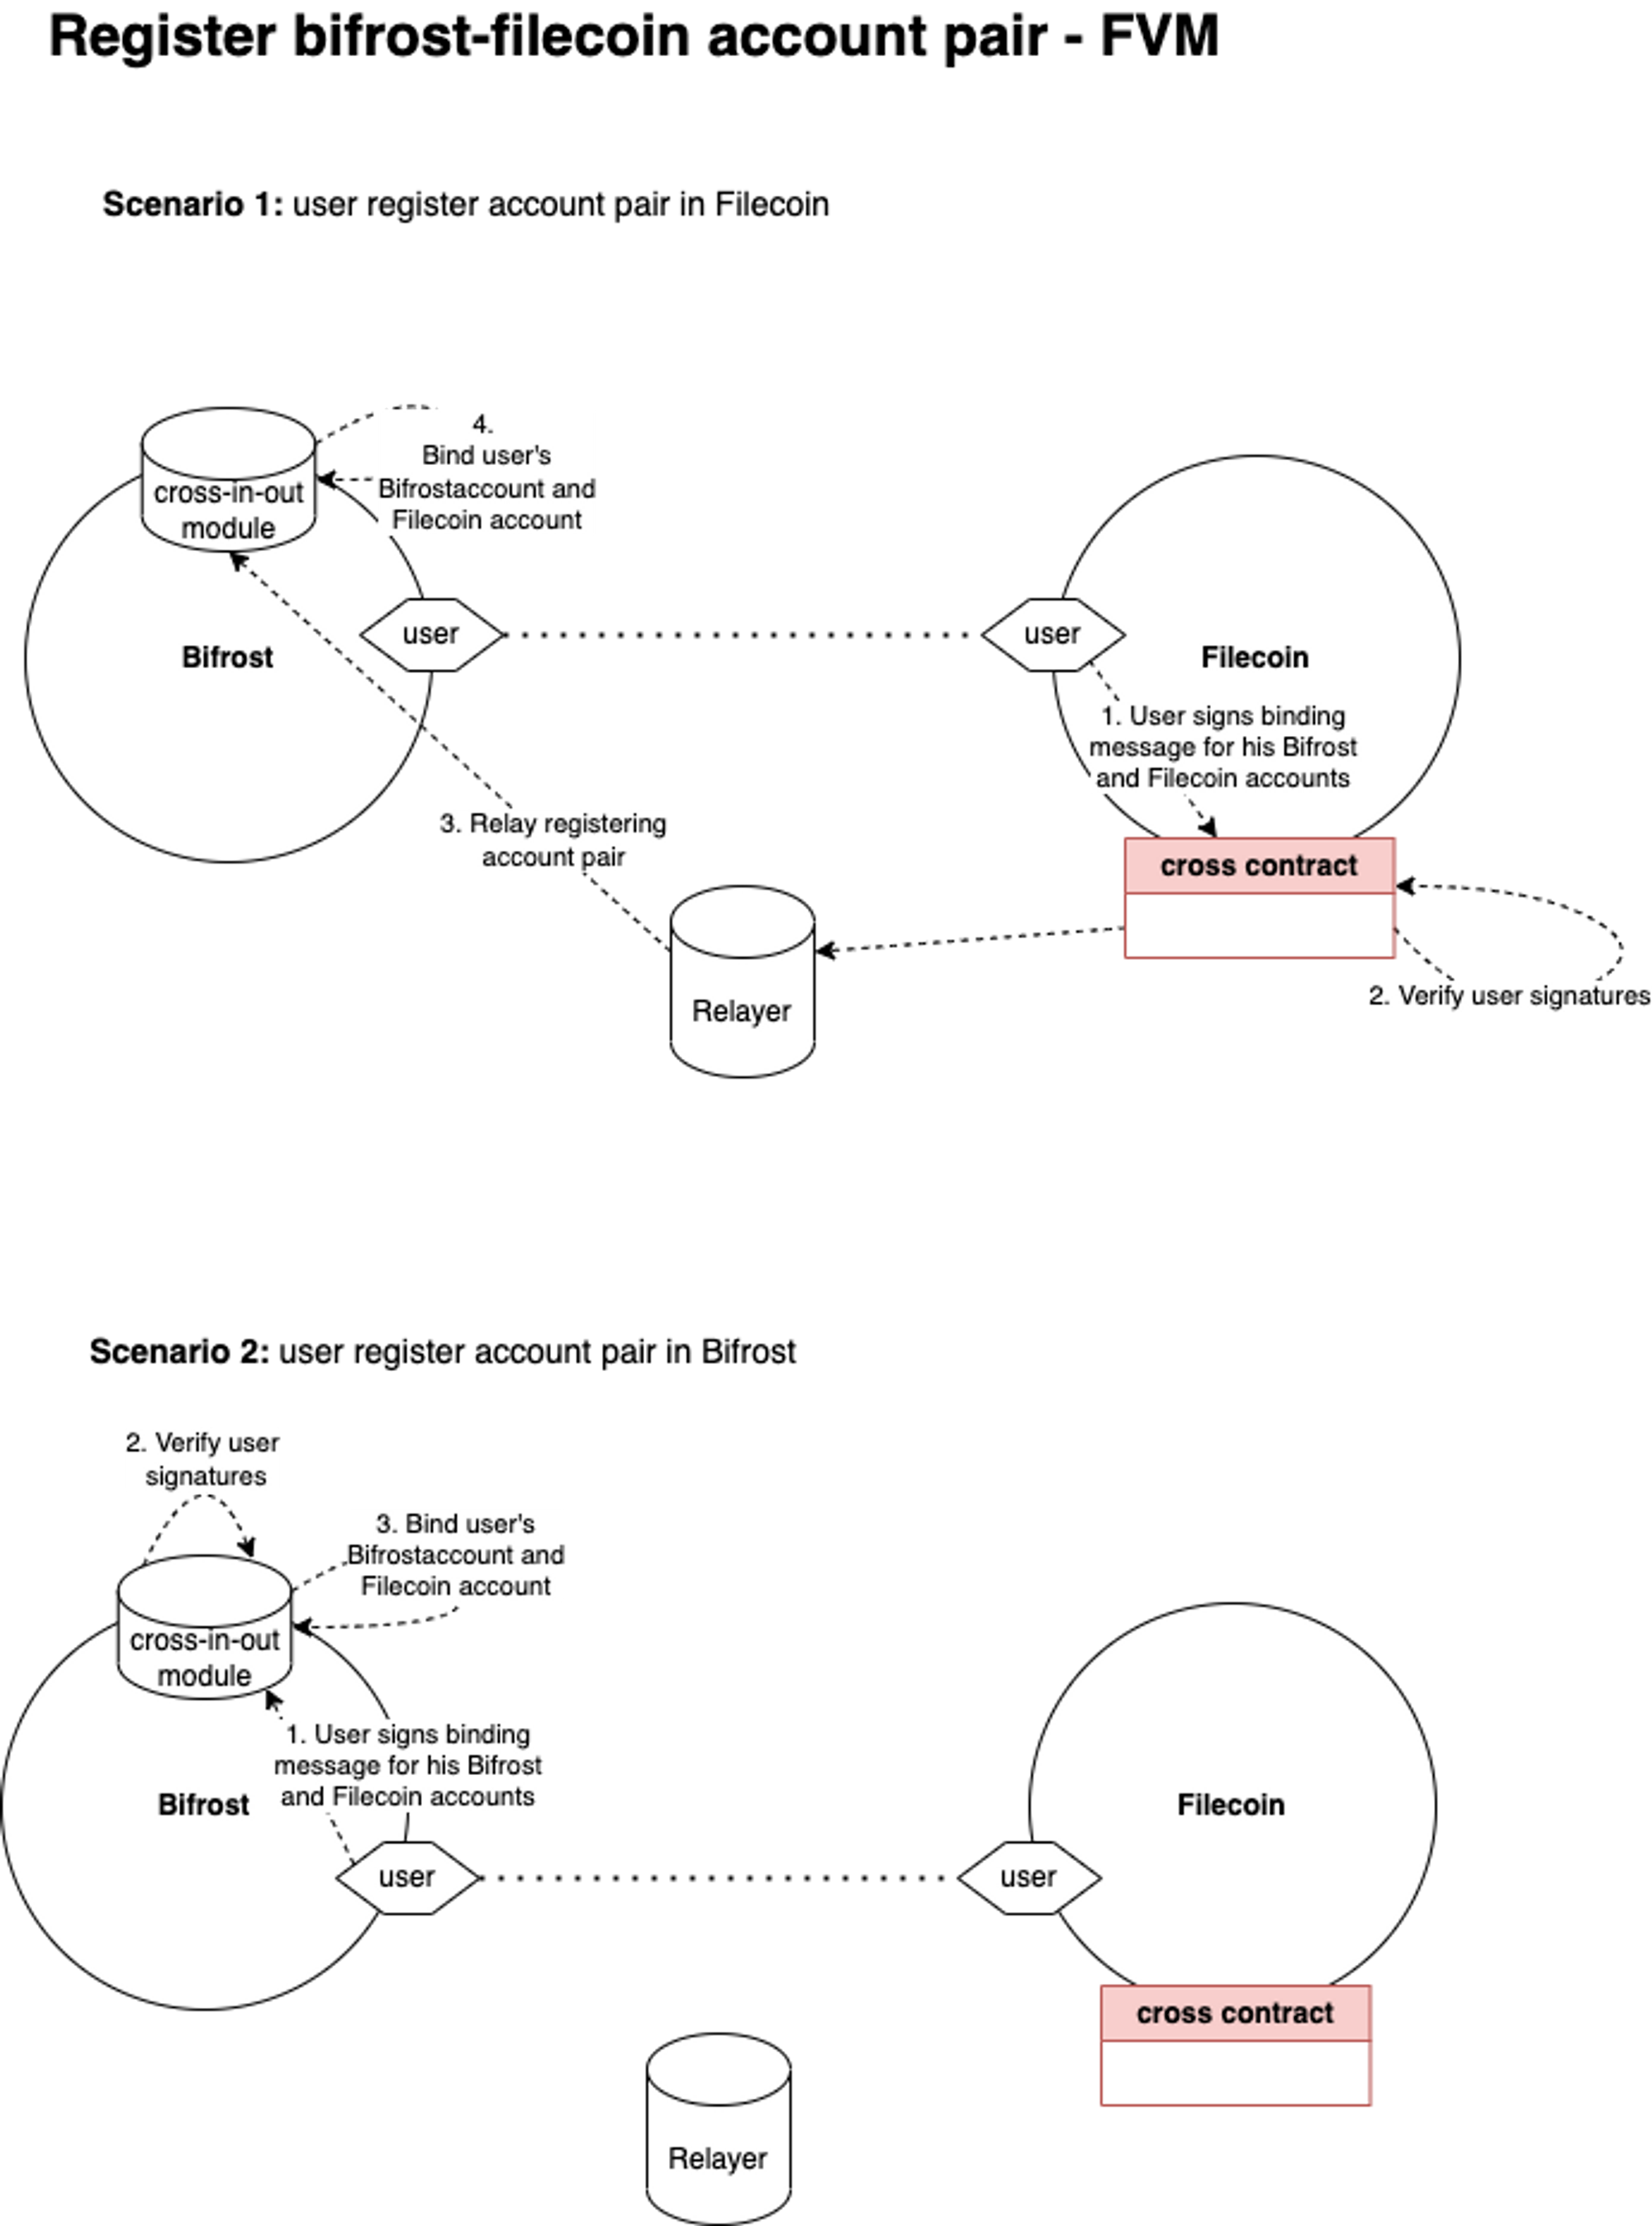 Register bifrost-filecoin account pair - FVM
Scenario 1: user register account pair in Filecoin
4.
Bind user's
Bifrostaccount and
Filecoin account
cross-in-out
module
user
user
Bifrost
Filecoin
1. User signs binding
message for his Bifrost
and Filecoin accounts
3. Relay registering
account pair
cross contract
2. Verify user signatures
Relayer
Scenario 2: user register account pair in Bifrost
2. Verify user
signatures
3. Bind user's
Bifrostaccount and
Filecoin account
cross-in-out
module
1. User signs binding
message for his Bifrost
and Filecoin accounts
Bifrost
Filecoin
user
user
cross contract
Relayer